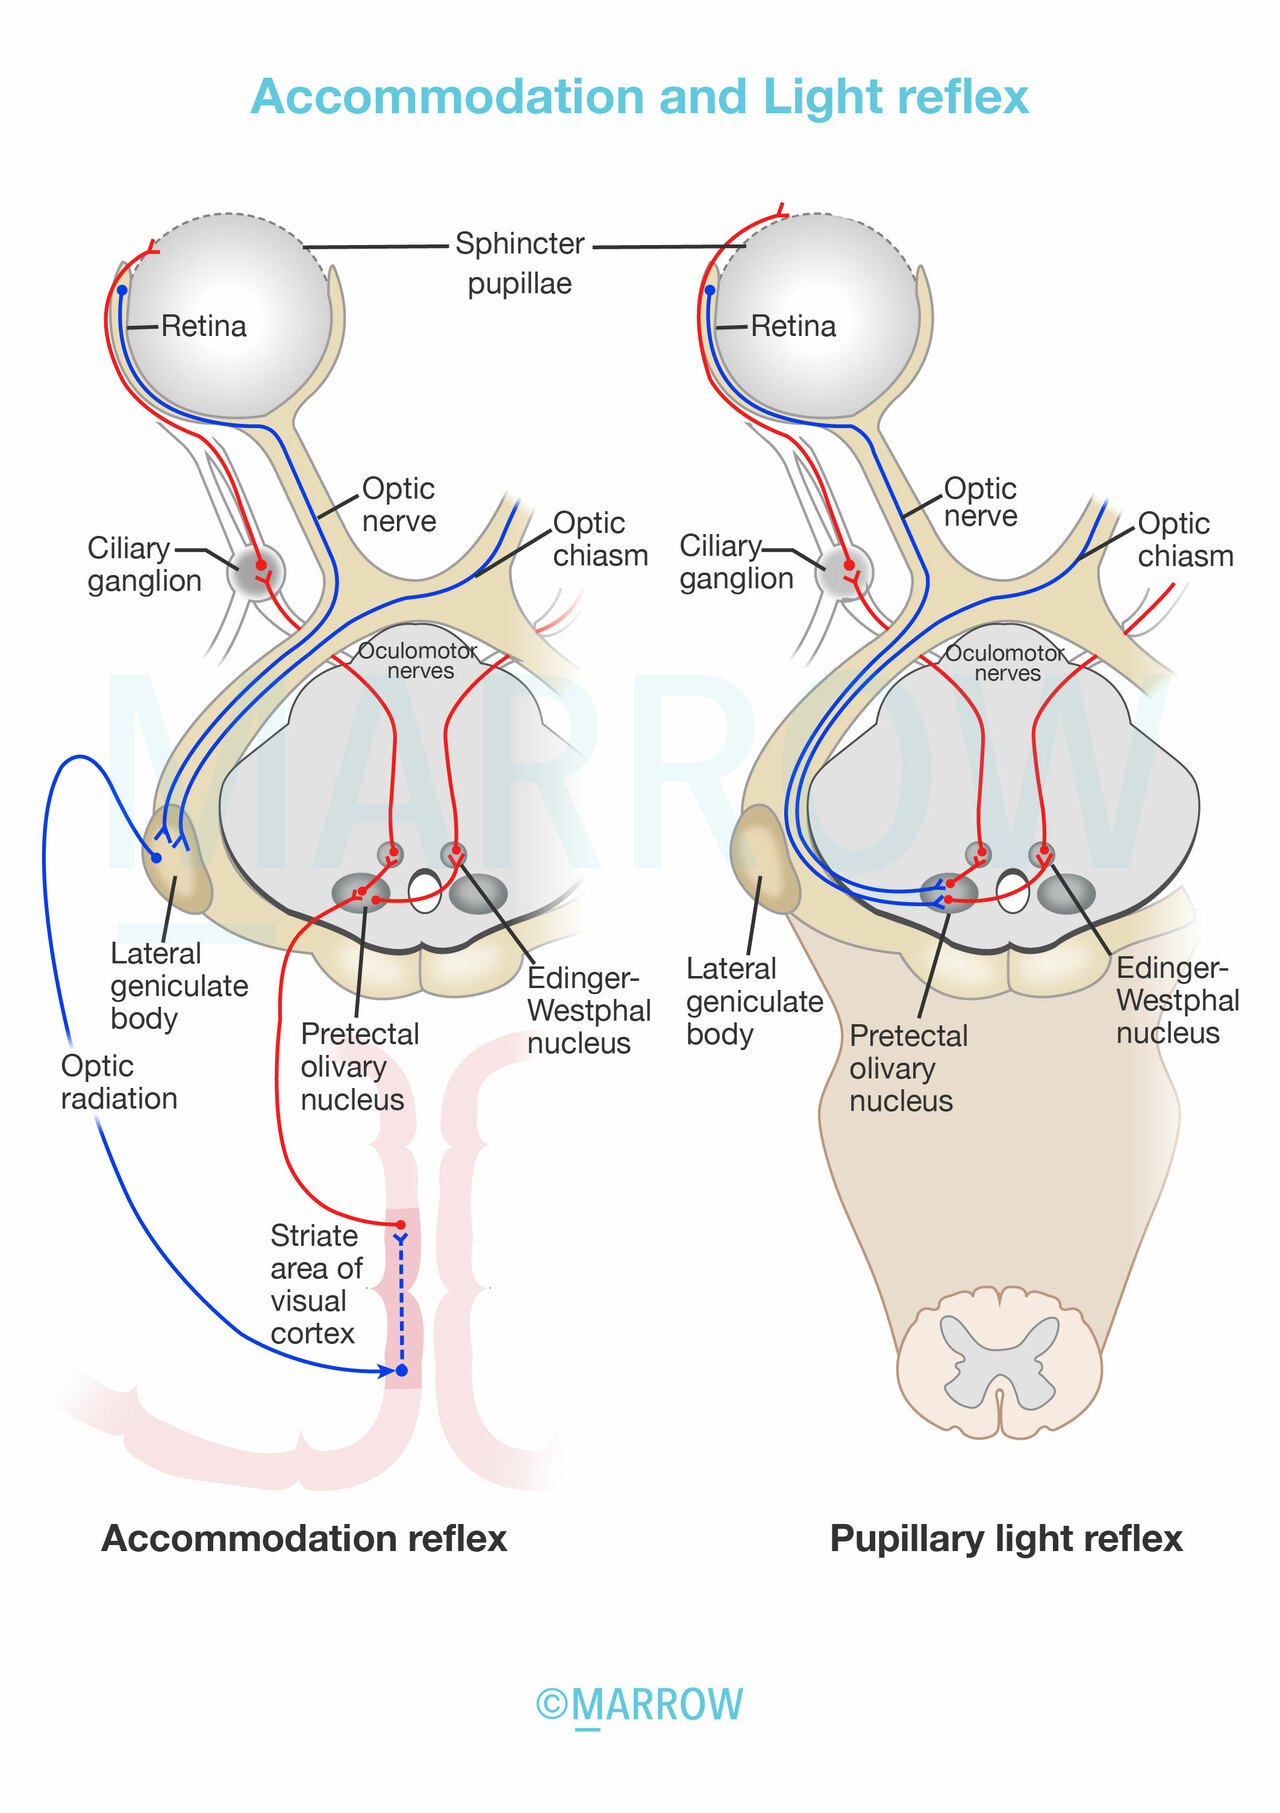 Accommodation and Light reflex
Sphincter
pupillae
Retina
Optic
nerve
Optic
chiasm
Ciliary
ganglion
Oculomotor
nerves
Lateral
geniculate
body
Edinger-
Westphal
nucleus
Pretectal
olivary
nucleus
Optic
radiation
Striate
area of
visual
cortex
Accommodation reflex
Retina
Optic
nerve
Optic
chiasm
Ciliary
ganglion
Oculomotor
nerves
Lateral
geniculate
body
Edinger-
Westphal
nucleus
Pretectal
olivary
nucleus
Pupillary light reflex
MARROW
©MARROW